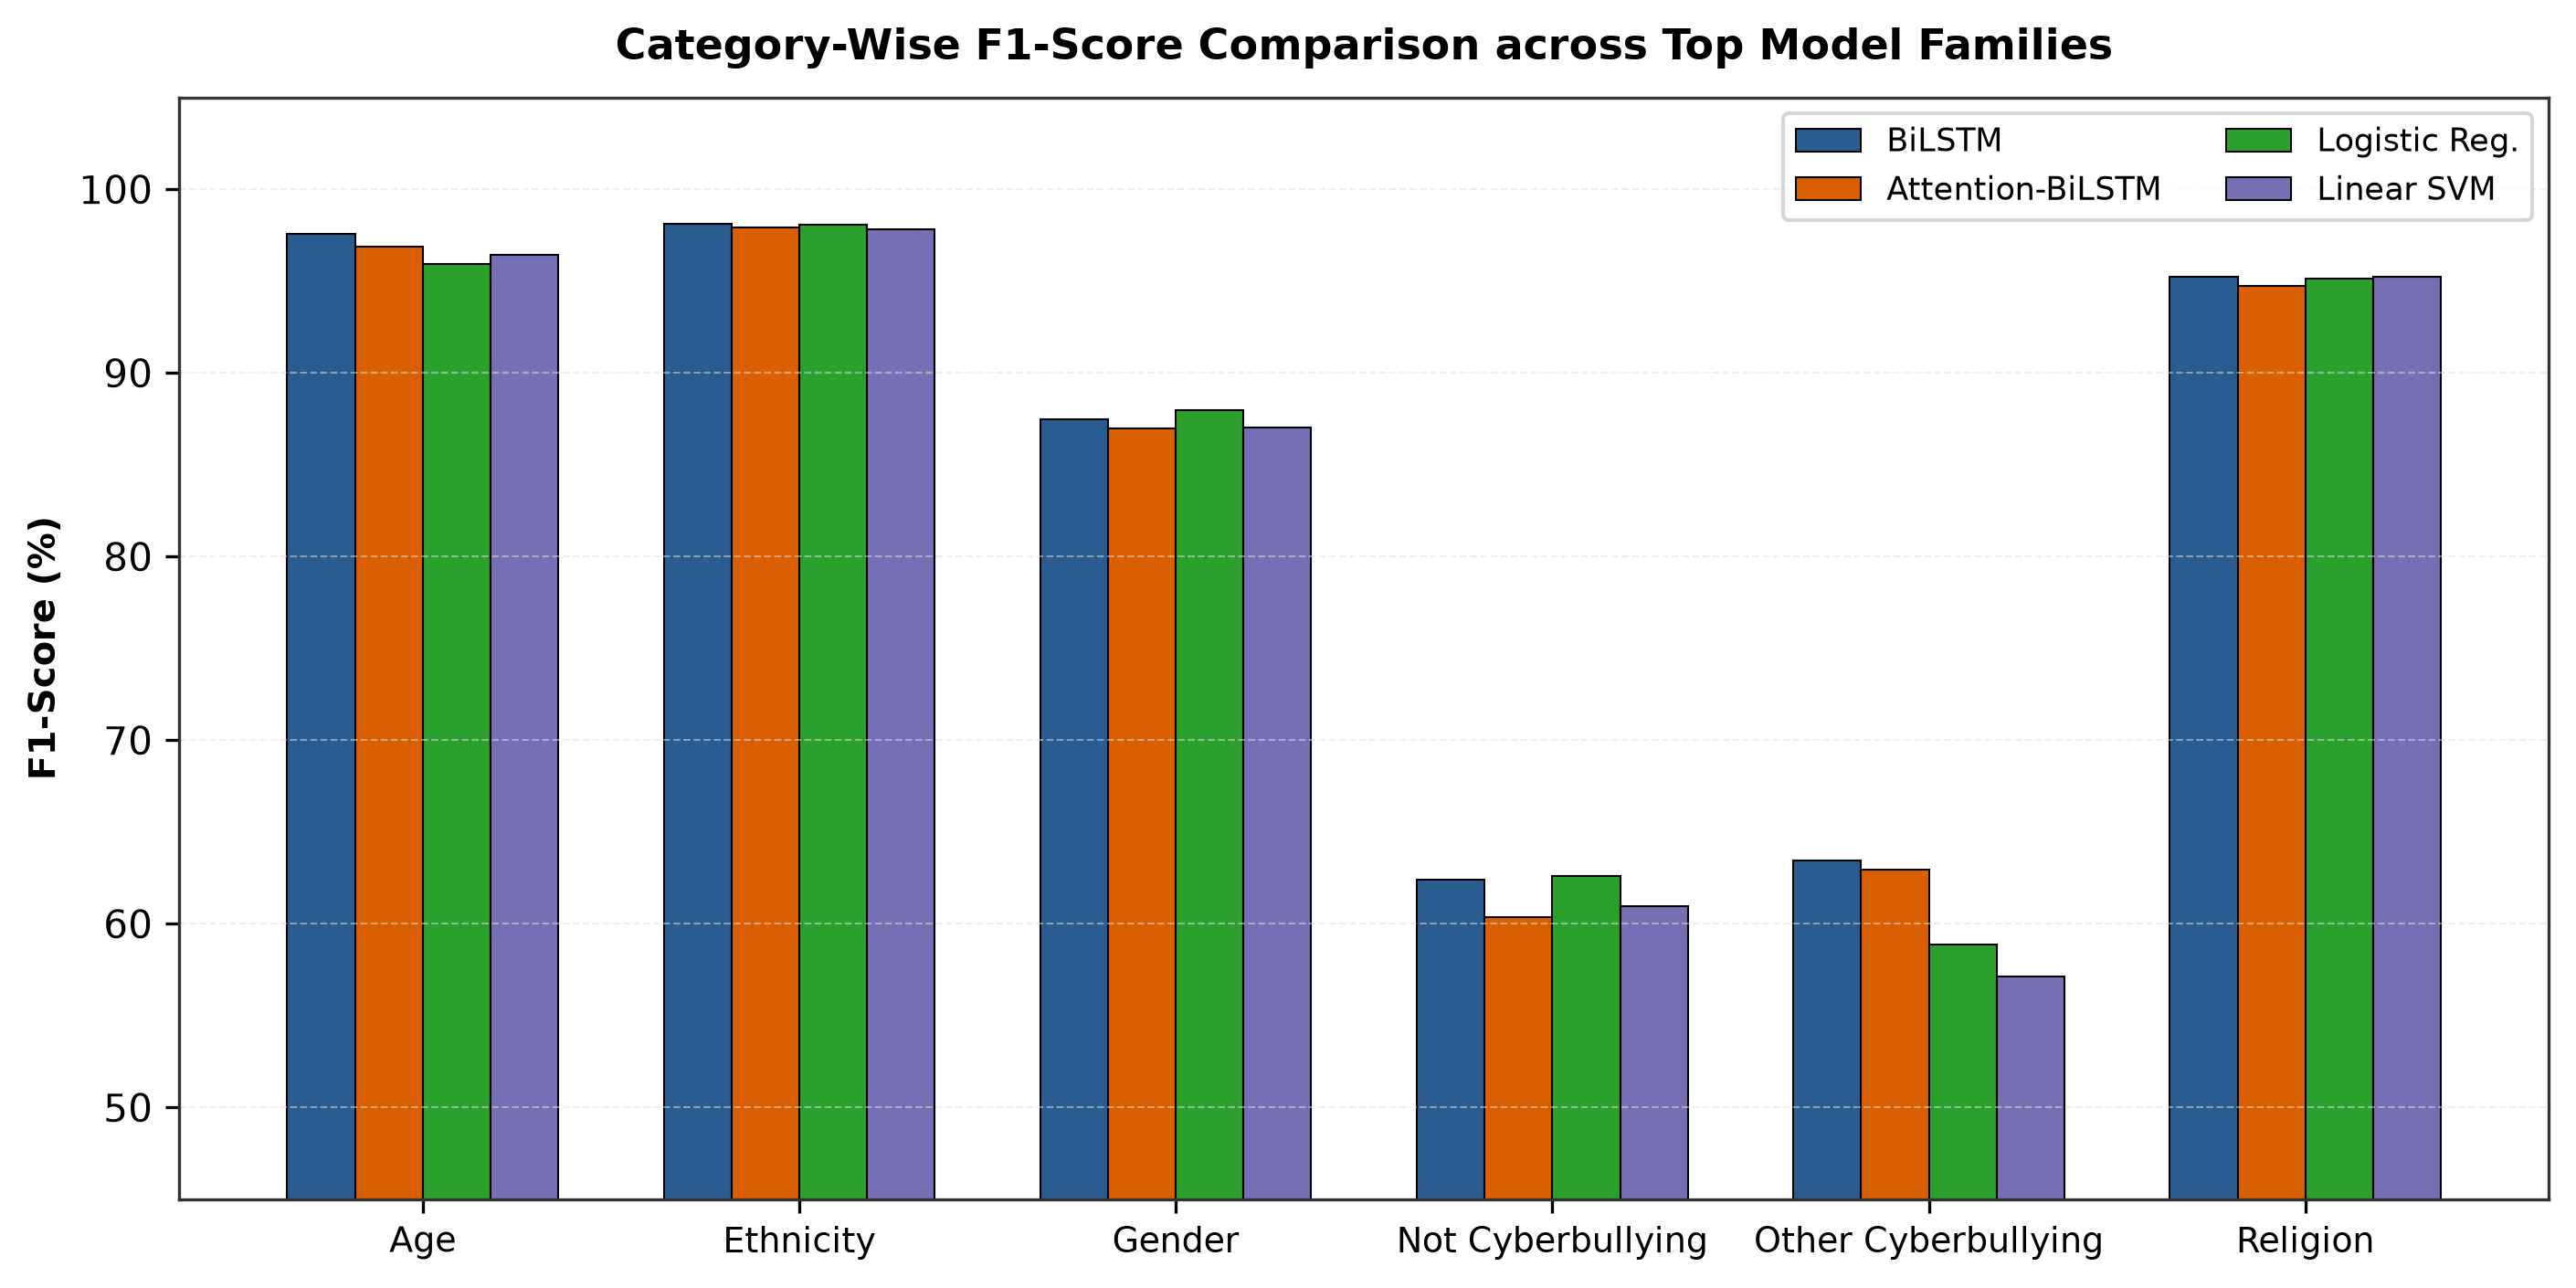 Category-Wise F1-Score Comparison across Top Model Families
BiLSTM
Attention-BiLSTM
Logistic Reg.
Linear SVM
F1-Score (%)
100
90
80
70
60
50
Age
Ethnicity
Gender
Not Cyberbullying
Other Cyberbullying
Religion